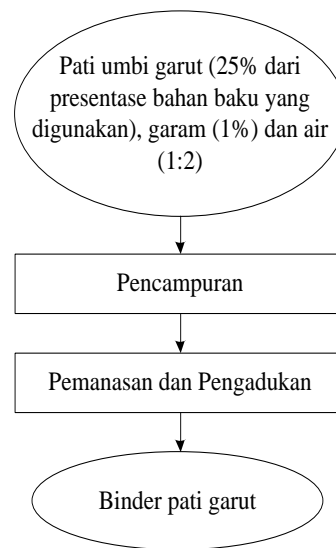 Pati umbi garut (25% dari
presentase bahan baku yang
digunakan), garam (1%) dan air
(1:2)
Pencampuran
Pemanasan dan Pengadukan
Binder pati garut